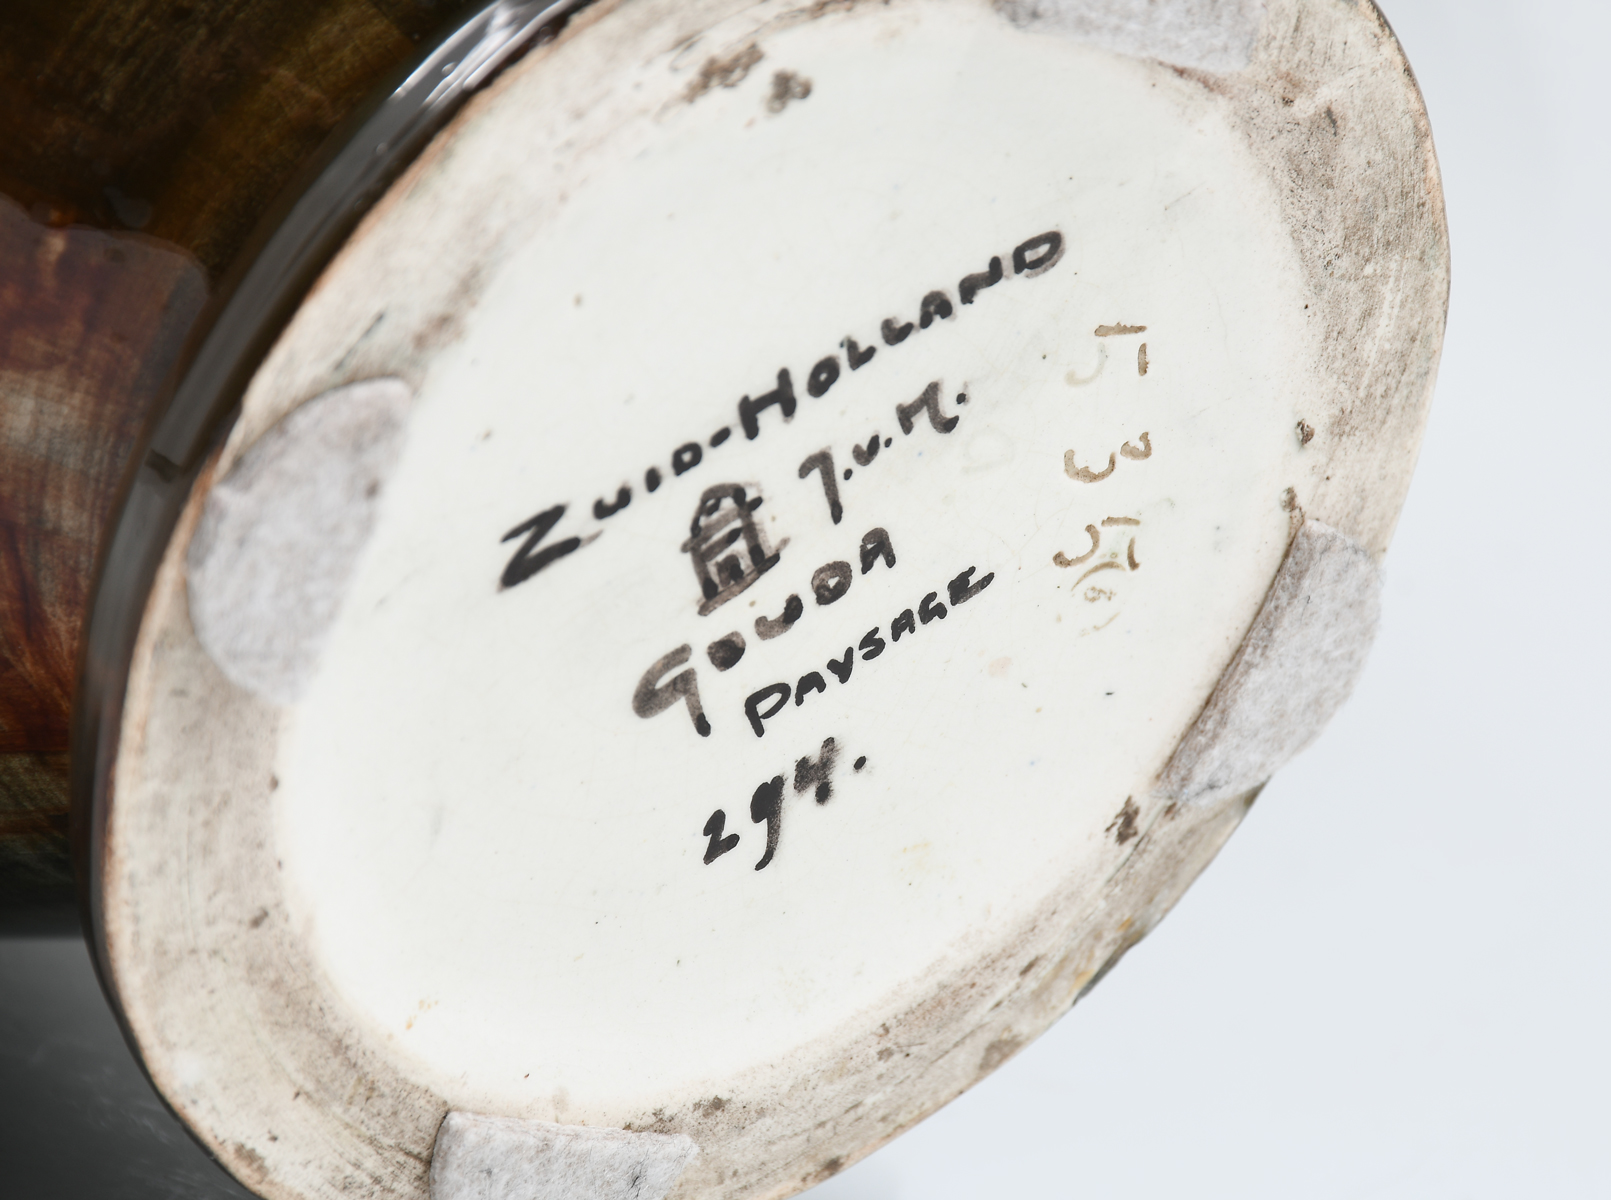 ZUID-HOLLAND
J.v.M.
GOUDA
PAYSAGE
294.